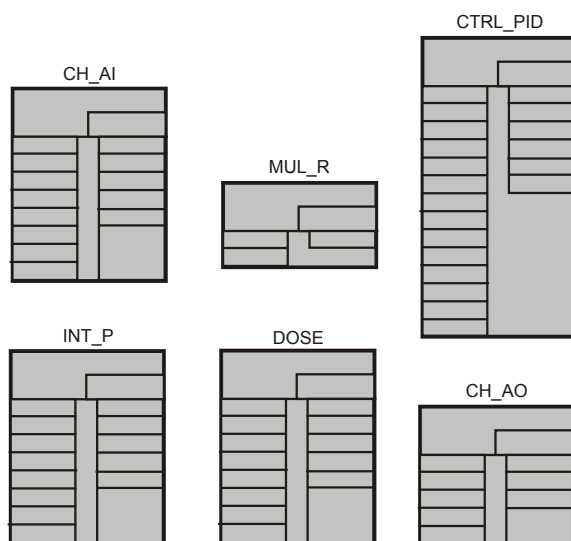 CTRL_PID
CH_AI
MUL_R
INT_P
DOSE
CH_AO